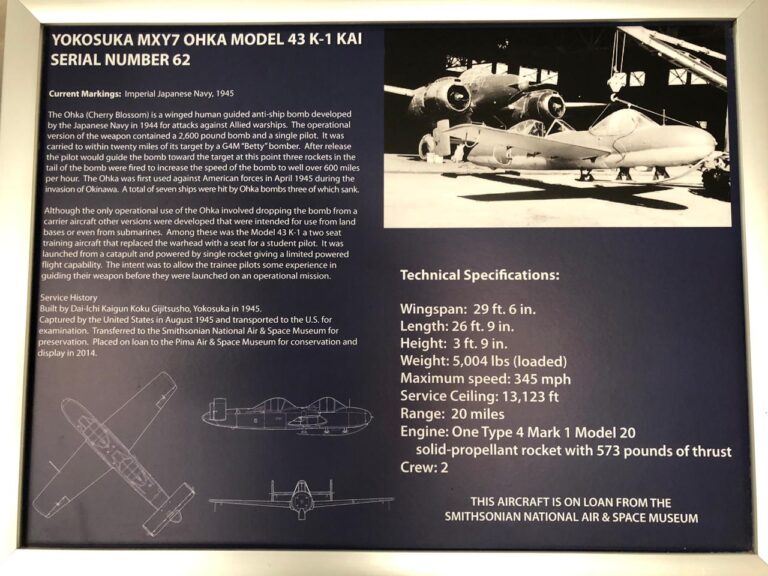 YOKOSUKA MXY7 OHKA MODEL 43 K-1 KAI
SERIAL NUMBER 62
Current Markings: Imperial Japanese Navy, 1945
The Ohka (Cherry Blossom) is a winged human guided anti-ship bomb developed
by the Japanese Navy in 1944 for attacks against Allied warships. The operational
version of the weapon contained a 2,600 pound bomb and a single pilot. It was
carried to within twenty miles of its target by a G4M "Betty" bomber. After release
the pilot would guide the bomb toward the target at this point three rockets in the
tail of the bomb were fired to increase the speed of the bomb to well over 600 miles
per hour. The Ohka was first used against American forces in April 1945 during the
invasion of Okinawa. A total of seven ships were hit by Ohka bombs three of which sank.
Although the only operational use of the Ohka involved dropping the bomb from a
carrier aircraft other versions were developed that were intended for use from land
bases or even from submarines. Among these was the Model 43 K-1 a two seat
training aircraft that replaced the warhead with a seat for a student pilot. It was
launched from a catapult and powered by single rocket giving a limited powered
flight capability. The intent was to allow the trainee pilots some experience in
guiding their weapon before they were launched on an operational mission.
Service History
Built by Dai-Ichi Kaigun Koku Gijitsusho, Yokosuka in 1945.
Captured by the United States in August 1945 and transported to the U.S. for
examination. Transferred to the Smithsonian National Air & Space Museum for
preservation. Placed on loan to the Pima Air & Space Museum for conservation and
display in 2014.
Technical Specifications:
Wingspan: 29 ft. 6 in.
Length: 26 ft. 9 in.
Height: 3 ft. 9 in.
Weight: 5,004 lbs (loaded)
Maximum speed: 345 mph
Service Ceiling: 13,123 ft
Range: 20 miles
Engine: One Type 4 Mark 1 Model 20
solid-propellant rocket with 573 pounds of thrust
Crew: 2
THIS AIRCRAFT IS ON LOAN FROM THE
SMITHSONIAN NATIONAL AIR & SPACE MUSEUM